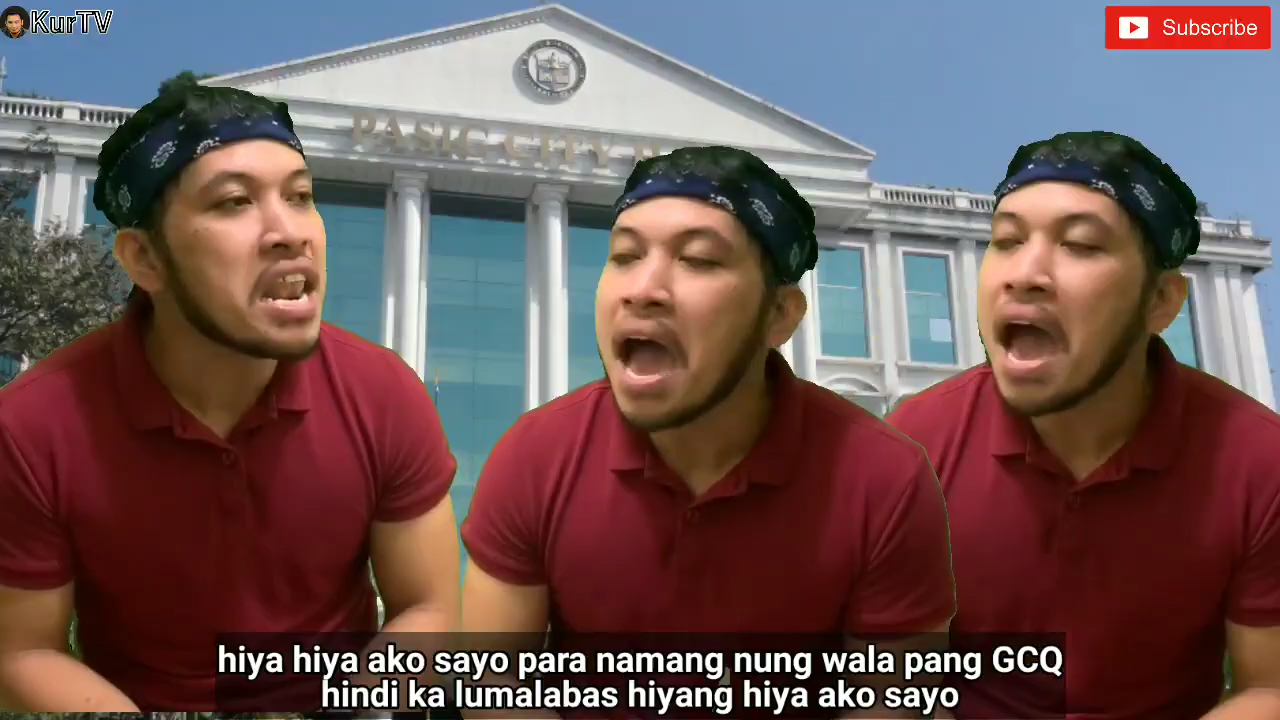 KurTV
Subscribe
PASIG CITY
hiya hiya ako sayo para namang nung wala pang GCQ
hindi ka lumalabas hiyang hiya ako sayo